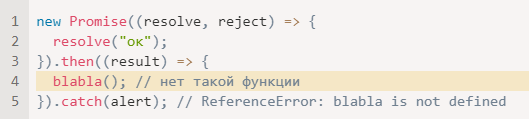 1 new Promise((resolve, reject) => {
2   resolve("ок");
3 }).then((result) => {
4   blabla(); // нет такой функции
5 }).catch(alert); // ReferenceError: blabla is not defined